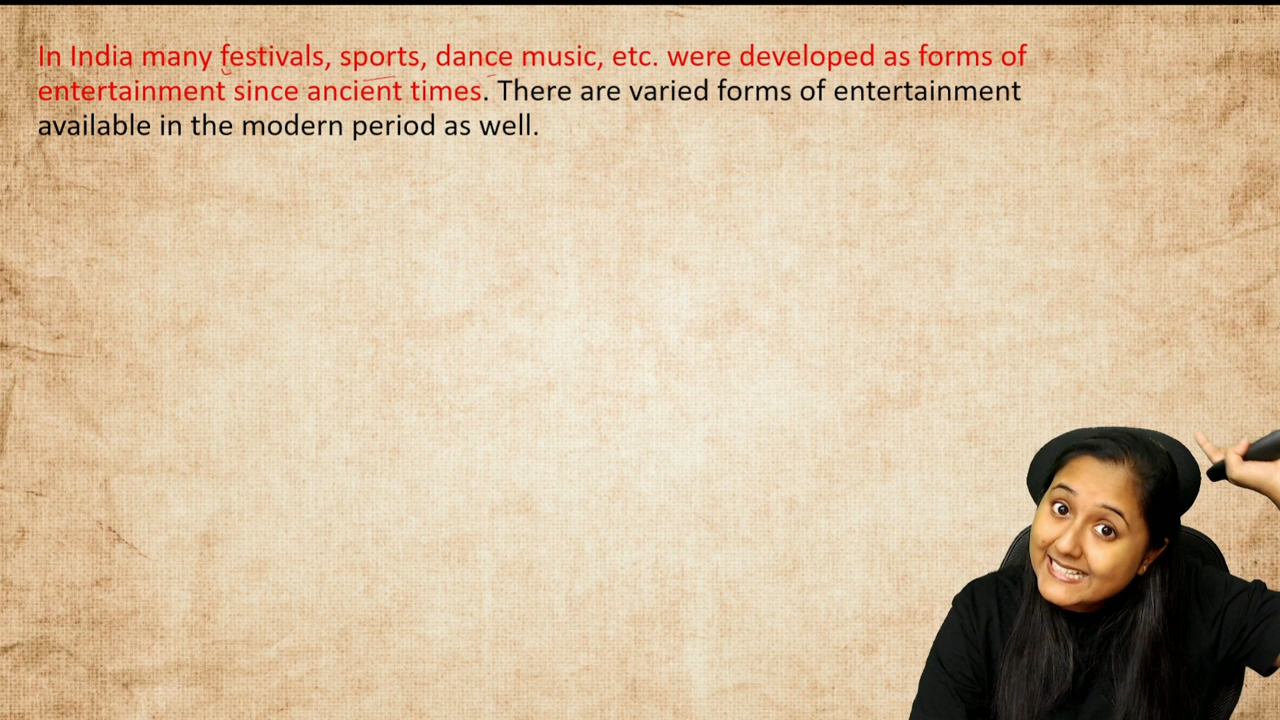 In India many festivals, sports, dance music, etc. were developed as forms of
entertainment since ancient times. There are varied forms of entertainment
available in the modern period as well.